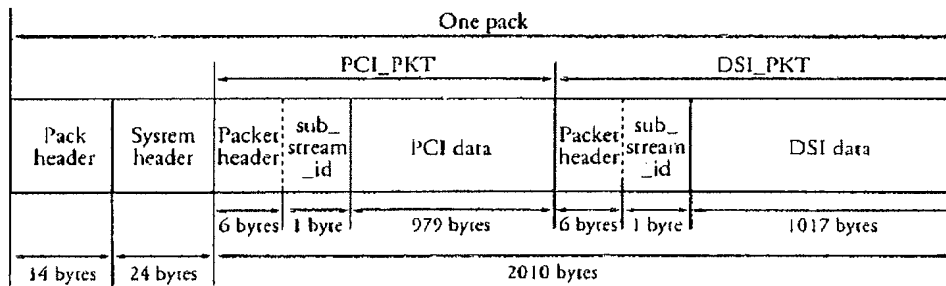 One pack
PCI_PKT
DSI_PKT
Pack
header
System
header
Packet
header
sub_
stream
_id
PCI data
Packet
header
sub_
stream
_id
DSI data
6 bytes
1 byte
979 bytes
6 bytes
1 byte
1017 bytes
14 bytes
24 bytes
2010 bytes